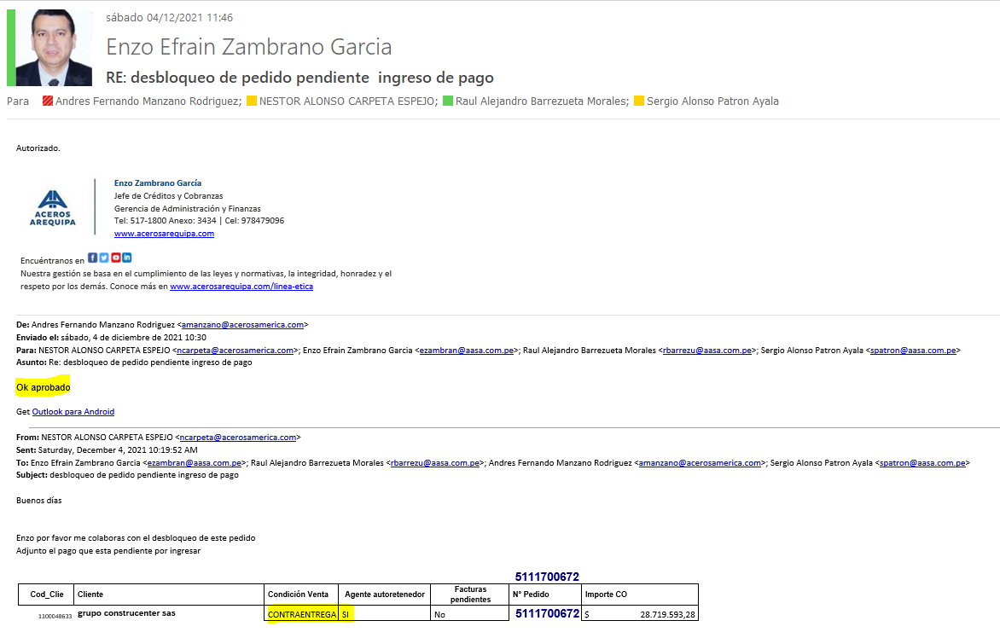 sábado 04/12/2021 11:46
Enzo Efrain Zambrano Garcia
RE: desbloqueo de pedido pendiente  ingreso de pago
Para Andres Fernando Manzano Rodriguez; NESTOR ALONSO CARPETA ESPEJO; Raul Alejandro Barrezueta Morales; Sergio Alonso Patron Ayala
Autorizado.
ACEROS
AREQUIPA
Enzo Zambrano García
Jefe de Créditos y Cobranzas
Gerencia de Administración y Finanzas
Tel: 517-1800 Anexo: 3434 | Cel: 978479096
www.acerosarequipa.com
Encuéntranos en
Nuestra gestión se basa en el cumplimiento de las leyes y normativas, la integridad, honradez y el
respeto por los demás. Conoce más en www.acerosarequipa.com/linea-etica
De: Andres Fernando Manzano Rodriguez <amanzano@acerosamerica.com>
Enviado el: sábado, 4 de diciembre de 2021 10:30
Para: NESTOR ALONSO CARPETA ESPEJO <ncarpeta@acerosamerica.com>; Enzo Efrain Zambrano Garcia <ezambran@aasa.com.pe>; Raul Alejandro Barrezueta Morales <rbarrezu@aasa.com.pe>; Sergio Alonso Patron Ayala <spatron@aasa.com.pe>
Asunto: Re: desbloqueo de pedido pendiente ingreso de pago
Ok aprobado
Get Outlook para Android
From: NESTOR ALONSO CARPETA ESPEJO <ncarpeta@acerosamerica.com>
Sent: Saturday, December 4, 2021 10:19:52 AM
To: Enzo Efrain Zambrano Garcia <ezambran@aasa.com.pe>; Raul Alejandro Barrezueta Morales <rbarrezu@aasa.com.pe>; Andres Fernando Manzano Rodriguez <amanzano@acerosamerica.com>; Sergio Alonso Patron Ayala <spatron@aasa.com.pe>
Subject: desbloqueo de pedido pendiente ingreso de pago
Buenos días
Enzo por favor me colaboras con el desbloqueo de este pedido
Adjunto el pago que esta pendiente por ingresar
5111700672
Cod_Clie Cliente Condición Venta Agente autoretenedor Facturas pendientes N° Pedido Importe CO
1100048633 grupo construcenter sas CONTRAENTREGA SI No 5111700672 $ 28.719.593,28